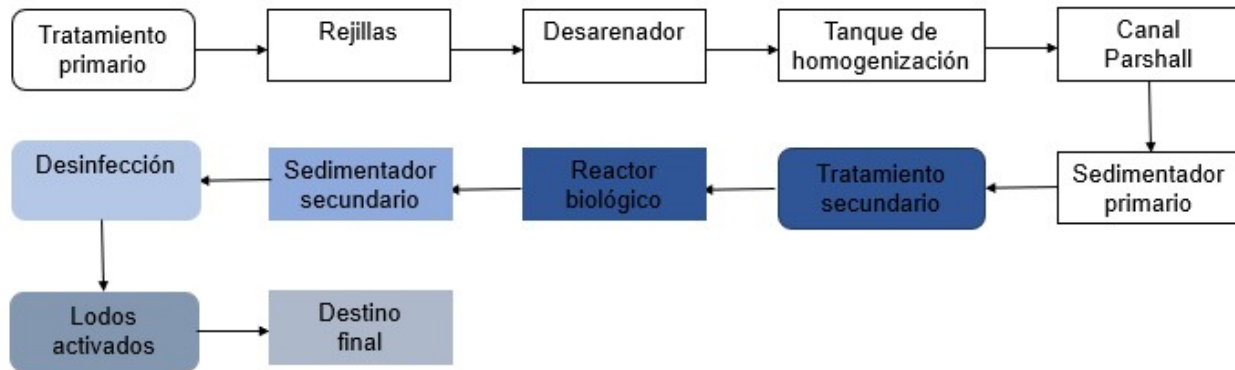 Tratamiento
primario
Rejillas
Desarenador
Tanque de
homogenización
Canal
Parshall
Sedimentador
primario
Tratamiento
secundario
Reactor
biológico
Sedimentador
secundario
Desinfección
Lodos
activados
Destino
final